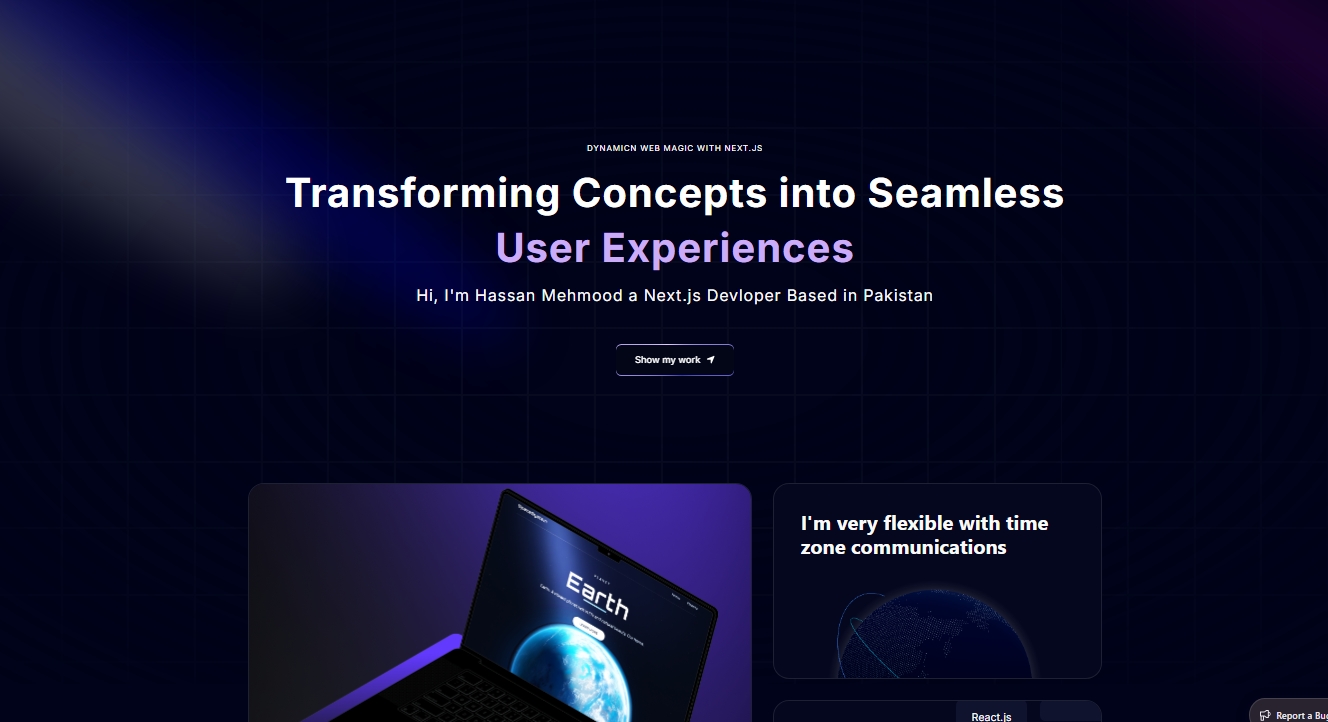 DYNAMICN WEB MAGIC WITH NEXT.JS
Transforming Concepts into Seamless
User Experiences
Hi, I'm Hassan Mehmood a Next.js Devloper Based in Pakistan
Show my work
I'm very flexible with time
zone communications
PLANET
Earth
React.js
Report a Bu